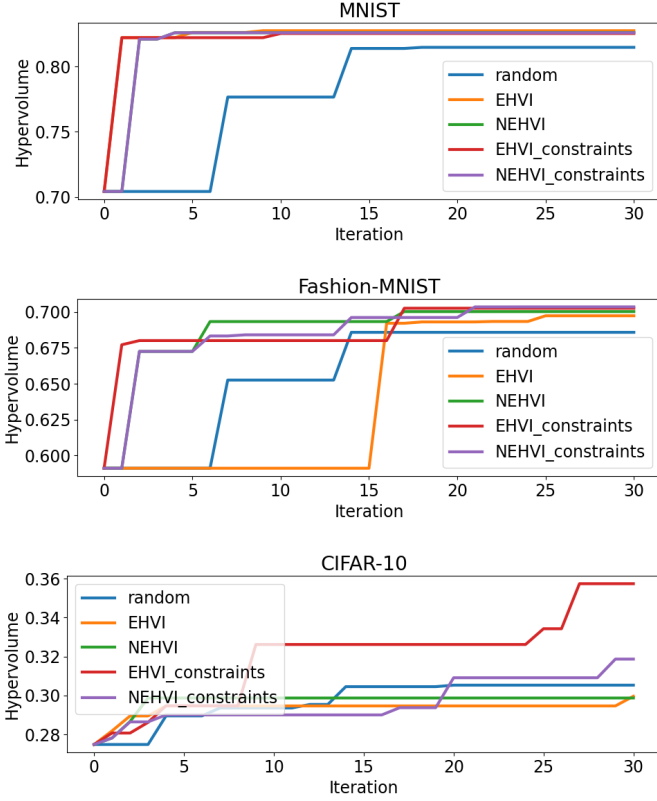 MNIST
Hypervolume
0.80
0.75
0.70
random
EHVI
NEHVI
EHVI_constraints
NEHVI_constraints
0 5 10 15 20 25 30
Iteration
Fashion-MNIST
Hypervolume
0.700
0.675
0.650
0.625
0.600
random
EHVI
NEHVI
EHVI_constraints
NEHVI_constraints
0 5 10 15 20 25 30
Iteration
CIFAR-10
Hypervolume
0.36
0.34
0.32
0.30
0.28
random
EHVI
NEHVI
EHVI_constraints
NEHVI_constraints
0 5 10 15 20 25 30
Iteration